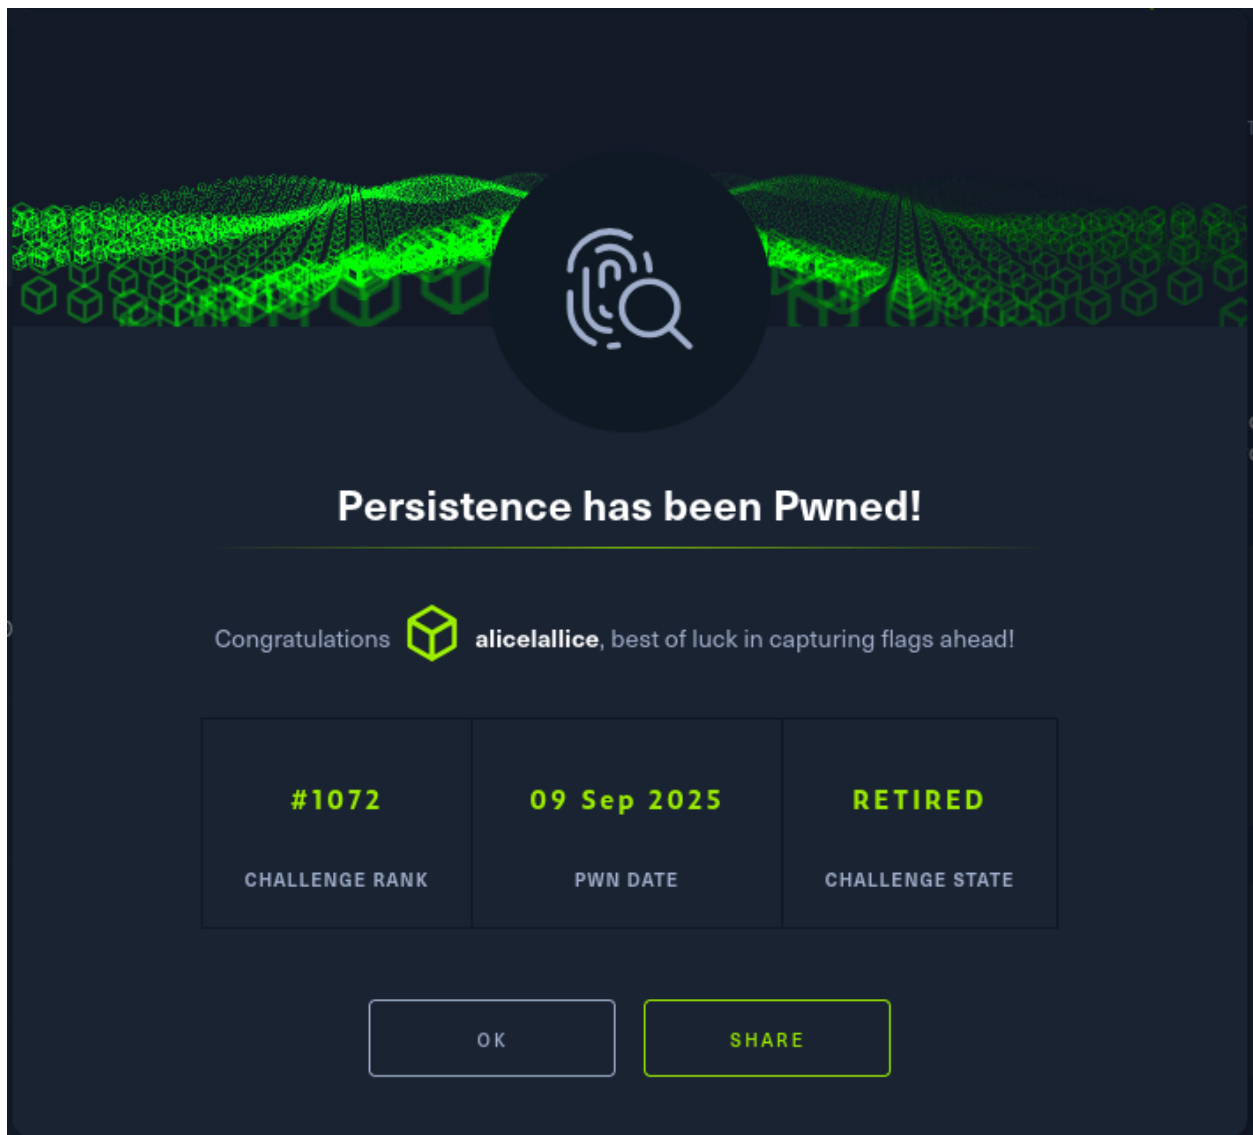 Persistence has been Pwned!
Congratulations alicelallice, best of luck in capturing flags ahead!
#1072 09 Sep 2025 RETIRED
CHALLENGE RANK PWN DATE CHALLENGE STATE
OK SHARE